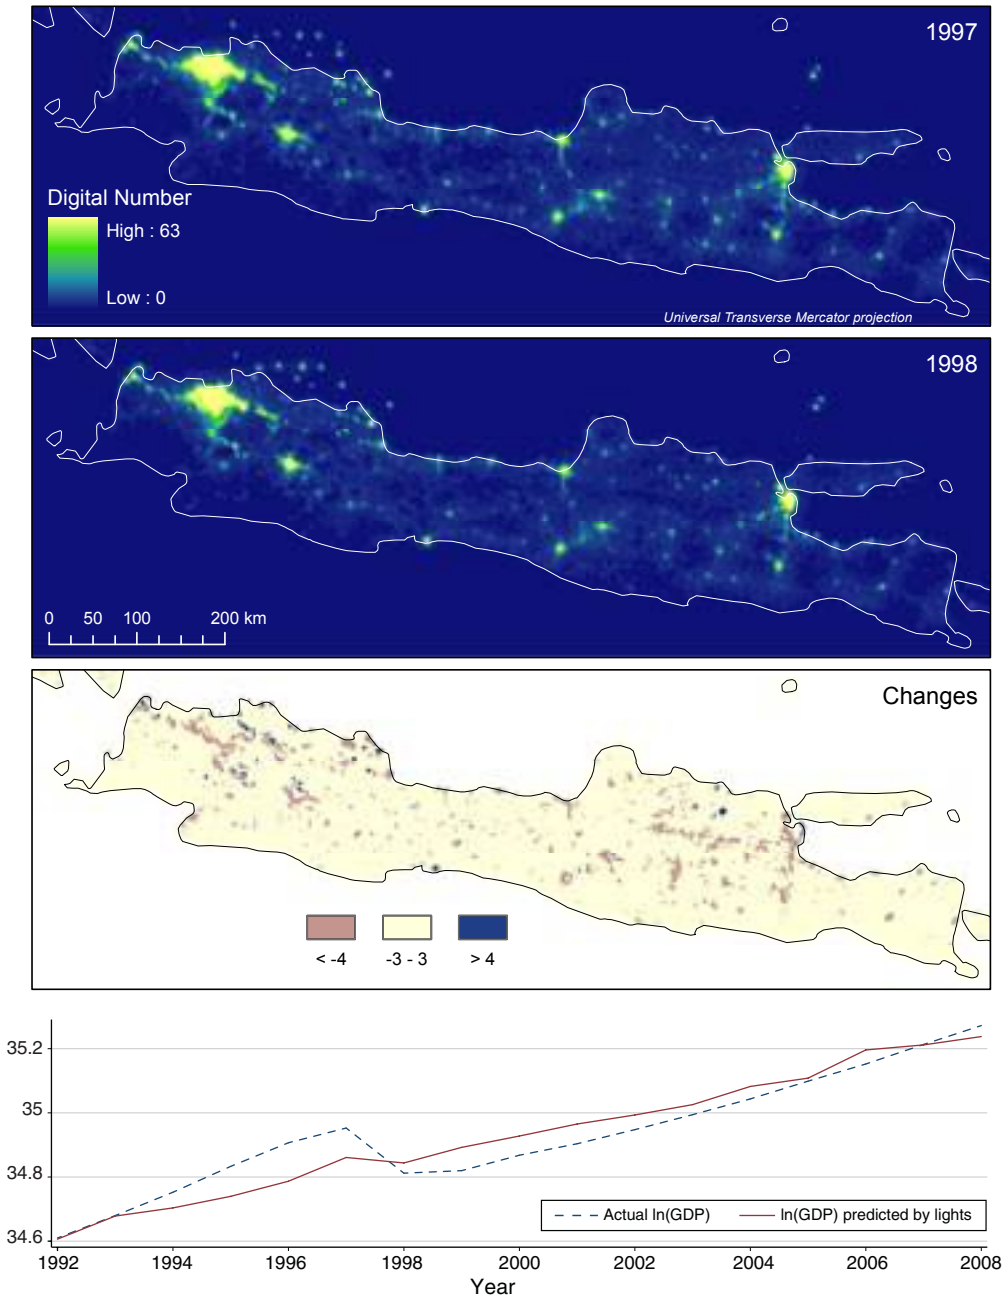 1997
Digital Number
High : 63
Low : 0
Universal Transverse Mercator projection
1998
0 50 100 200 km
Changes
< -4 -3 - 3 > 4
35.2
35
34.8
34.6
Actual ln(GDP) ln(GDP) predicted by lights
1992 1994 1996 1998 2000 2002 2004 2006 2008
Year